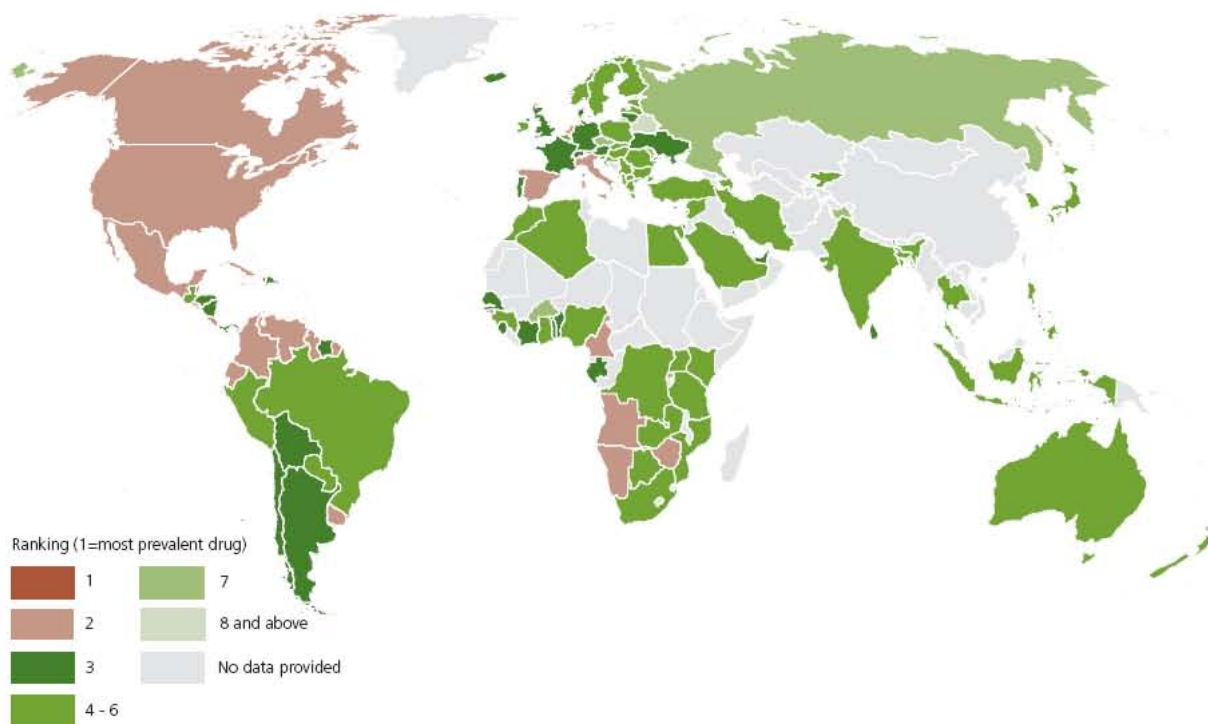 Ranking (1=most prevalent drug)
1
2
3
4 - 6
7
8 and above
No data provided